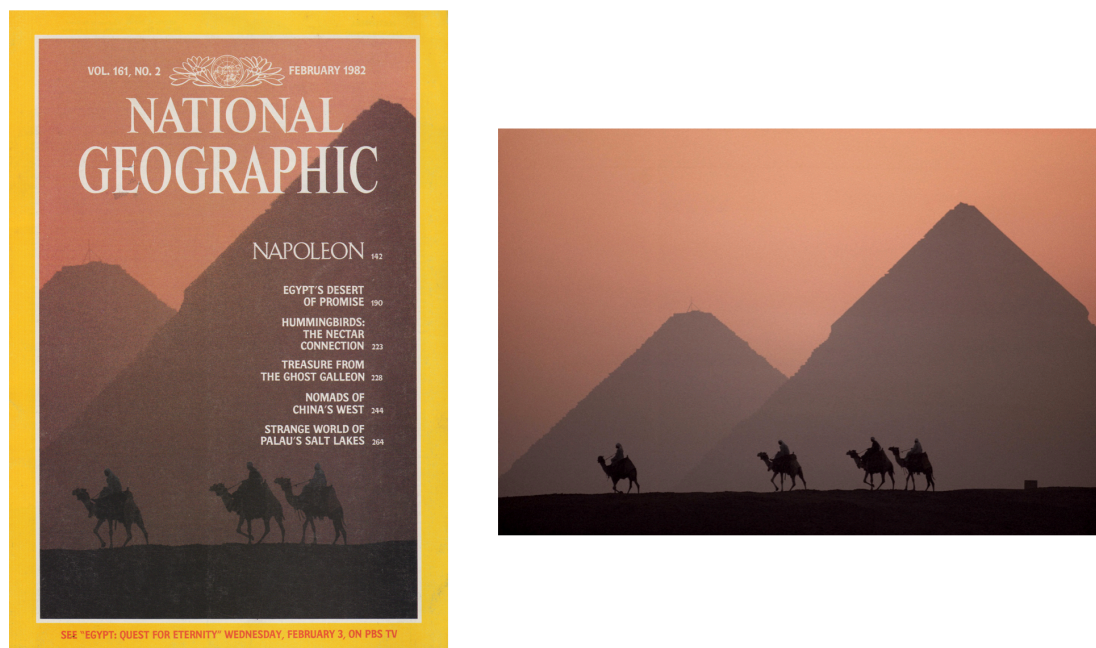 VOL. 161, NO. 2
FEBRUARY 1982
NATIONAL
GEOGRAPHIC
NAPOLEON 142
EGYPT'S DESERT
OF PROMISE 190
HUMMINGBIRDS:
THE NECTAR
CONNECTION 223
TREASURE FROM
THE GHOST GALLEON 228
NOMADS OF
CHINA'S WEST 244
STRANGE WORLD OF
PALAU'S SALT LAKES 264
SEE "EGYPT: QUEST FOR ETERNITY" WEDNESDAY, FEBRUARY 3, ON PBS TV